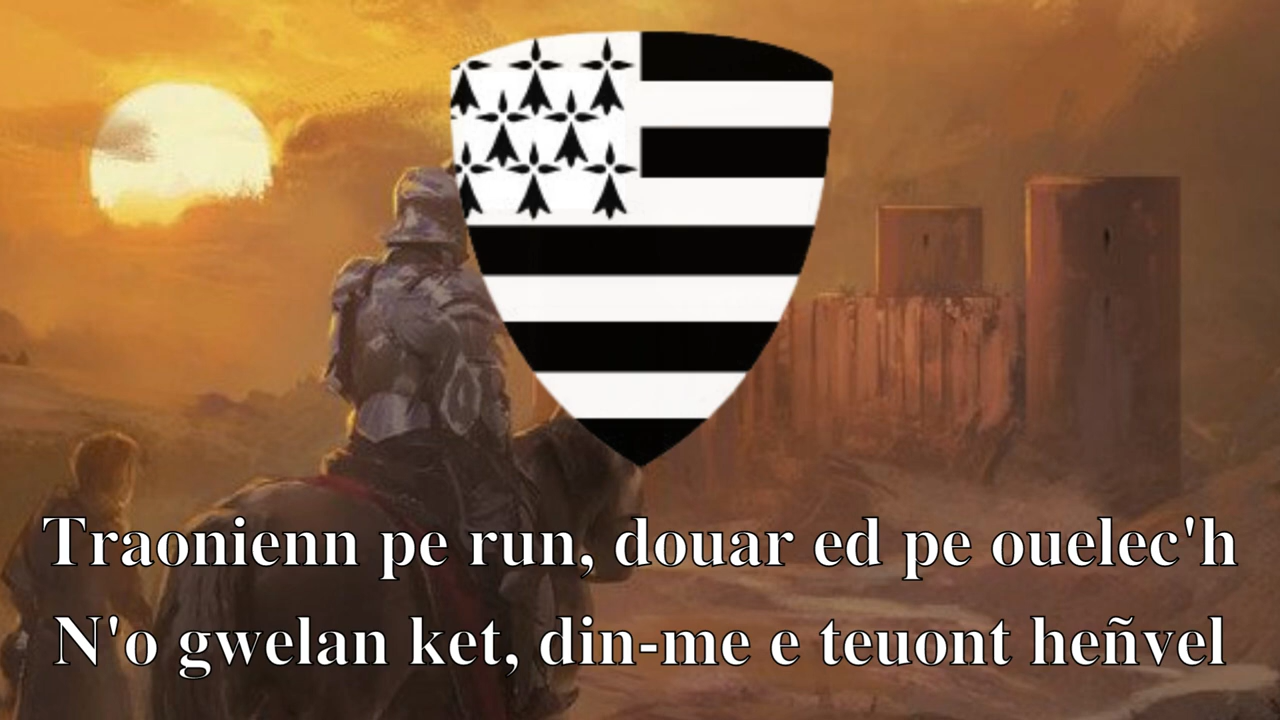 Traonienn pe run, douar ed pe ouelec'h
N'o gwelan ket, din-me e teuont heñvel